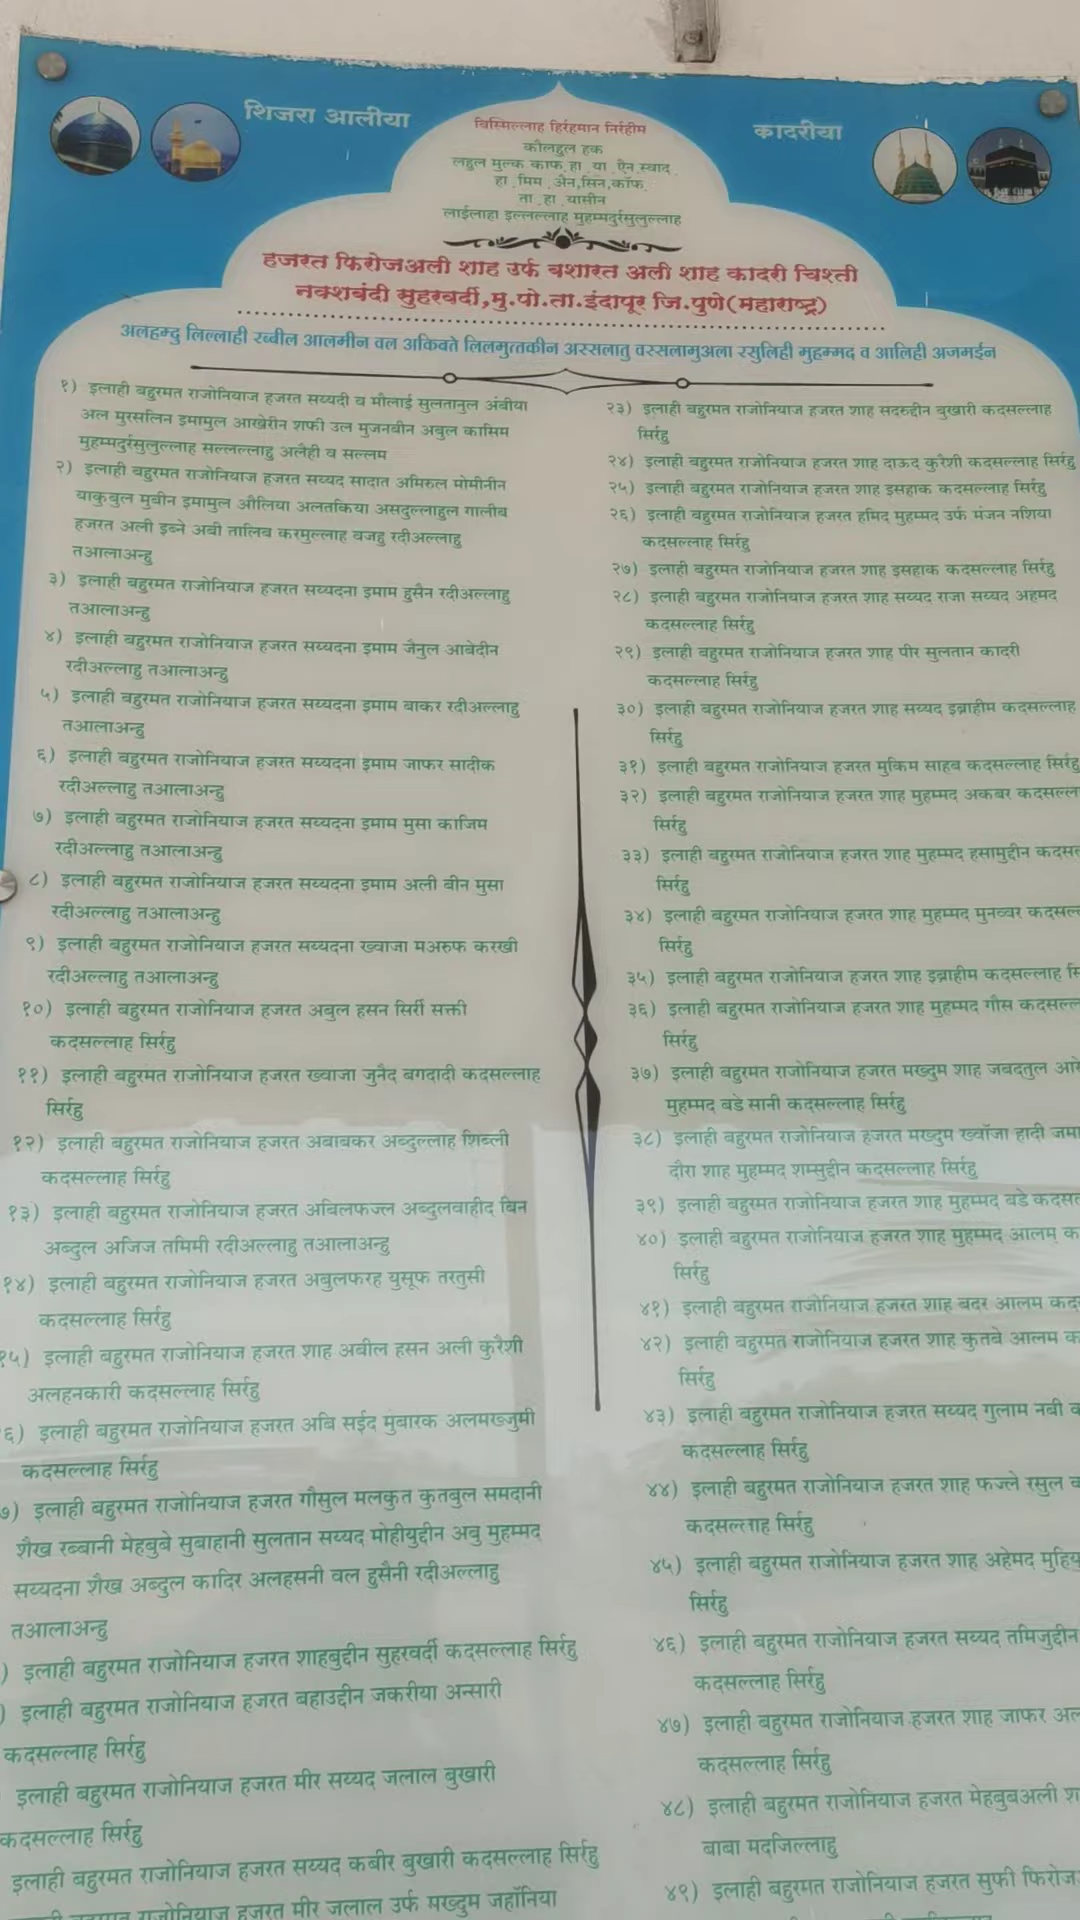 शिजरा आलीया
कादरीया
बिस्मिल्लाह हिर्रहमान निर्रहीम
कौलहुल हक
लहुल मुल्क काफ हा या ऐन स्वाद
हा मिम अेन,सिन,कॉफ
ता हा यासीन
लाईलाहा इल्लल्लाह मुहम्मदुर्रसुलुल्लाह
हजरत फिरोजअली शाह उर्फ बशारत अली शाह कादरी चिश्ती
नक्शबंदी सुहरवर्दी,मु.पो.ता.इंदापूर जि.पुणे(महाराष्ट्र)
अलहम्दु लिल्लाही रब्बील आलमीन वल अकिवते लिलमुत्तकीन अस्सलातु वस्सलामुअला रसुलिही मुहम्मद व आलिही अजमईन
१) इलाही बहुरमत राजोनियाज हजरत सय्यदी व मौलाई सुलतानुल अंबीया
अल मुरसलिन इमामुल आखेरीन शफी उल मुजनबीन अबुल कासिम
मुहम्मदुर्रसुलुल्लाह सल्लल्लाहु अलैही व सल्लम
२) इलाही बहुरमत राजोनियाज हजरत सय्यद सादात अमिरुल मोमीनीन
याकुबुल मुबीन इमामुल औलिया अलतकिया असदुल्लाहुल गालीब
हजरत अली इब्ने अबी तालिब करमुल्लाह वजहु रदीअल्लाहु
तआलाअन्हु
३) इलाही बहुरमत राजोनियाज हजरत सय्यदना इमाम हुसैन रदीअल्लाहु
तआलाअन्हु
४) इलाही बहुरमत राजोनियाज हजरत सय्यदना इमाम जैनुल आबेदीन
रदीअल्लाहु तआलाअन्हु
५) इलाही बहुरमत राजोनियाज हजरत सय्यदना इमाम बाकर रदीअल्लाहु
तआलाअन्हु
६) इलाही बहुरमत राजोनियाज हजरत सय्यदना इमाम जाफर सादीक
रदीअल्लाहु तआलाअन्हु
७) इलाही बहुरमत राजोनियाज हजरत सय्यदना इमाम मुसा काजिम
रदीअल्लाहु तआलाअन्हु
८) इलाही बहुरमत राजोनियाज हजरत सय्यदना इमाम अली बीन मुसा
रदीअल्लाहु तआलाअन्हु
९) इलाही बहुरमत राजोनियाज हजरत सय्यदना ख्वाजा मअरुफ करखी
रदीअल्लाहु तआलाअन्हु
१०) इलाही बहुरमत राजोनियाज हजरत अबुल हसन सिर्री सक्ती
कदसल्लाह सिर्रहु
११) इलाही बहुरमत राजोनियाज हजरत ख्वाजा जुनैद बगदादी कदसल्लाह
सिर्रहु
१२) इलाही बहुरमत राजोनियाज हजरत अबाबकर अब्दुल्लाह शिब्ली
कदसल्लाह सिर्रहु
१३) इलाही बहुरमत राजोनियाज हजरत अबिलफज्ल अब्दुलवाहीद बिन
अब्दुल अजिज तमिमी रदीअल्लाहु तआलाअन्हु
१४) इलाही बहुरमत राजोनियाज हजरत अबुलफरह युसूफ तरतुसी
कदसल्लाह सिर्रहु
१५) इलाही बहुरमत राजोनियाज हजरत शाह अबील हसन अली कुरैशी
अलहनकारी कदसल्लाह सिर्रहु
६) इलाही बहुरमत राजोनियाज हजरत अबि सईद मुबारक अलमख्जुमी
कदसल्लाह सिर्रहु
७) इलाही बहुरमत राजोनियाज हजरत गौसुल मलकुत कुतबुल समदानी
शैख रब्बानी मेहबुबे सुबाहानी सुलतान सय्यद मोहीयुद्दीन अबु मुहम्मद
सय्यदना शैख अब्दुल कादिर अलहसनी वल हुसैनी रदीअल्लाहु
तआलाअन्हु
) इलाही बहुरमत राजोनियाज हजरत शाहबुद्दीन सुहरवर्दी कदसल्लाह सिर्रहु
) इलाही बहुरमत राजोनियाज हजरत बहाउद्दीन जकरीया अन्सारी
कदसल्लाह सिर्रहु
इलाही बहुरमत राजोनियाज हजरत मीर सय्यद जलाल बुखारी
कदसल्लाह सिर्रहु
इलाही बहुरमत राजोनियाज हजरत सय्यद कबीर बुखारी कदसल्लाह सिर्रहु
राजोनियाज हजरत मीर जलाल उर्फ मख्दुम जहाँनिया
२३) इलाही बहुरमत राजोनियाज हजरत शाह सदरुद्दीन बुखारी कदसल्लाह
सिर्रहु
२४) इलाही बहुरमत राजोनियाज हजरत शाह दाऊद कुरेशी कदसल्लाह सिर्रहु
२५) इलाही बहुरमत राजोनियाज हजरत शाह इसहाक कदसल्लाह सिर्रहु
२६) इलाही बहुरमत राजोनियाज हजरत हमिद मुहम्मद उर्फ मंजन नशिया
कदसल्लाह सिर्रहु
२७) इलाही बहुरमत राजोनियाज हजरत शाह इसहाक कदसल्लाह सिर्रहु
२८) इलाही बहुरमत राजोनियाज हजरत शाह सय्यद राजा सय्यद अहमद
कदसल्लाह सिर्रहु
२९) इलाही बहुरमत राजोनियाज हजरत शाह पीर सुलतान कादरी
कदसल्लाह सिर्रहु
३०) इलाही बहुरमत राजोनियाज हजरत शाह सय्यद इब्राहीम कदसल्लाह
सिर्रहु
३१) इलाही बहुरमत राजोनियाज हजरत मुकिम साहब कदसल्लाह सिर्रहु
३२) इलाही बहुरमत राजोनियाज हजरत शाह मुहम्मद अकबर कदसल्ला
सिर्रहु
३३) इलाही बहुरमत राजोनियाज हजरत शाह मुहम्मद हसामुद्दीन कदसल
सिर्रहु
३४) इलाही बहुरमत राजोनियाज हजरत शाह मुहम्मद मुनव्वर कदसल्ल
सिर्रहु
३५) इलाही बहुरमत राजोनियाज हजरत शाह इब्राहीम कदसल्लाह सि
३६) इलाही बहुरमत राजोनियाज हजरत शाह मुहम्मद गौस कदसल्ल
सिर्रहु
३७) इलाही बहुरमत राजोनियाज हजरत मख्दुम शाह जबदतुल आरे
मुहम्मद बडे सानी कदसल्लाह सिर्रहु
३८) इलाही बहुरमत राजोनियाज हजरत मख्दुम ख्वॉजा हादी जमा
दौरा शाह मुहम्मद शम्सुद्दीन कदसल्लाह सिर्रहु
३९) इलाही बहुरमत राजोनियाज हजरत शाह मुहम्मद बडे कदसल
४०) इलाही बहुरमत राजोनियाज हजरत शाह मुहम्मद आलम क
सिर्रहु
४१) इलाही बहुरमत राजोनियाज हजरत शाह बदर आलम कद
४२) इलाही बहुरमत राजोनियाज हजरत शाह कुतबे आलम क
सिर्रहु
४३) इलाही बहुरमत राजोनियाज हजरत सय्यद गुलाम नबी क
कदसल्लाह सिर्रहु
४४) इलाही बहुरमत राजोनियाज हजरत शाह फज्ले रसुल क
कदसल्लाह सिर्रहु
४५) इलाही बहुरमत राजोनियाज हजरत शाह अहेमद मुहिय
सिर्रहु
४६) इलाही बहुरमत राजोनियाज हजरत सय्यद तमिजुद्दीन
कदसल्लाह सिर्रहु
४७) इलाही बहुरमत राजोनियाज हजरत शाह जाफर अल
कदसल्लाह सिर्रहु
४८) इलाही बहुरमत राजोनियाज हजरत मेहबुबअली श
बाबा मदजिल्लाहु
४९) इलाही बहुरमत राजोनियाज हजरत सुफी फिरोज